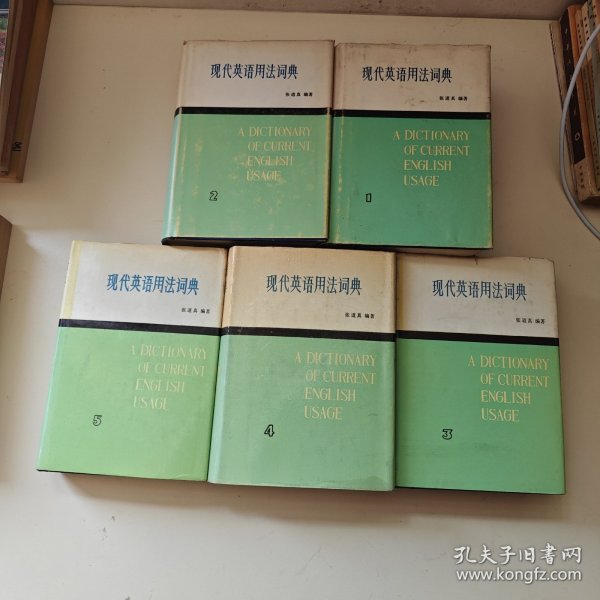 现代英语用法词典
张道真 编著
A DICTIONARY
OF CURRENT
ENGLISH
USAGE
2
现代英语用法词典
张道真 编著
A DICTIONARY
OF CURRENT
ENGLISH
USAGE
1
现代英语用法词典
张道真 编著
A DICTIONARY
OF CURRENT
ENGLISH
USAGE
5
现代英语用法词典
张道真 编著
A DICTIONARY
OF CURRENT
ENGLISH
USAGE
4
现代英语用法词典
张道真 编著
A DICTIONARY
OF CURRENT
ENGLISH
USAGE
3
孔夫子旧书网
www.kongfz.com